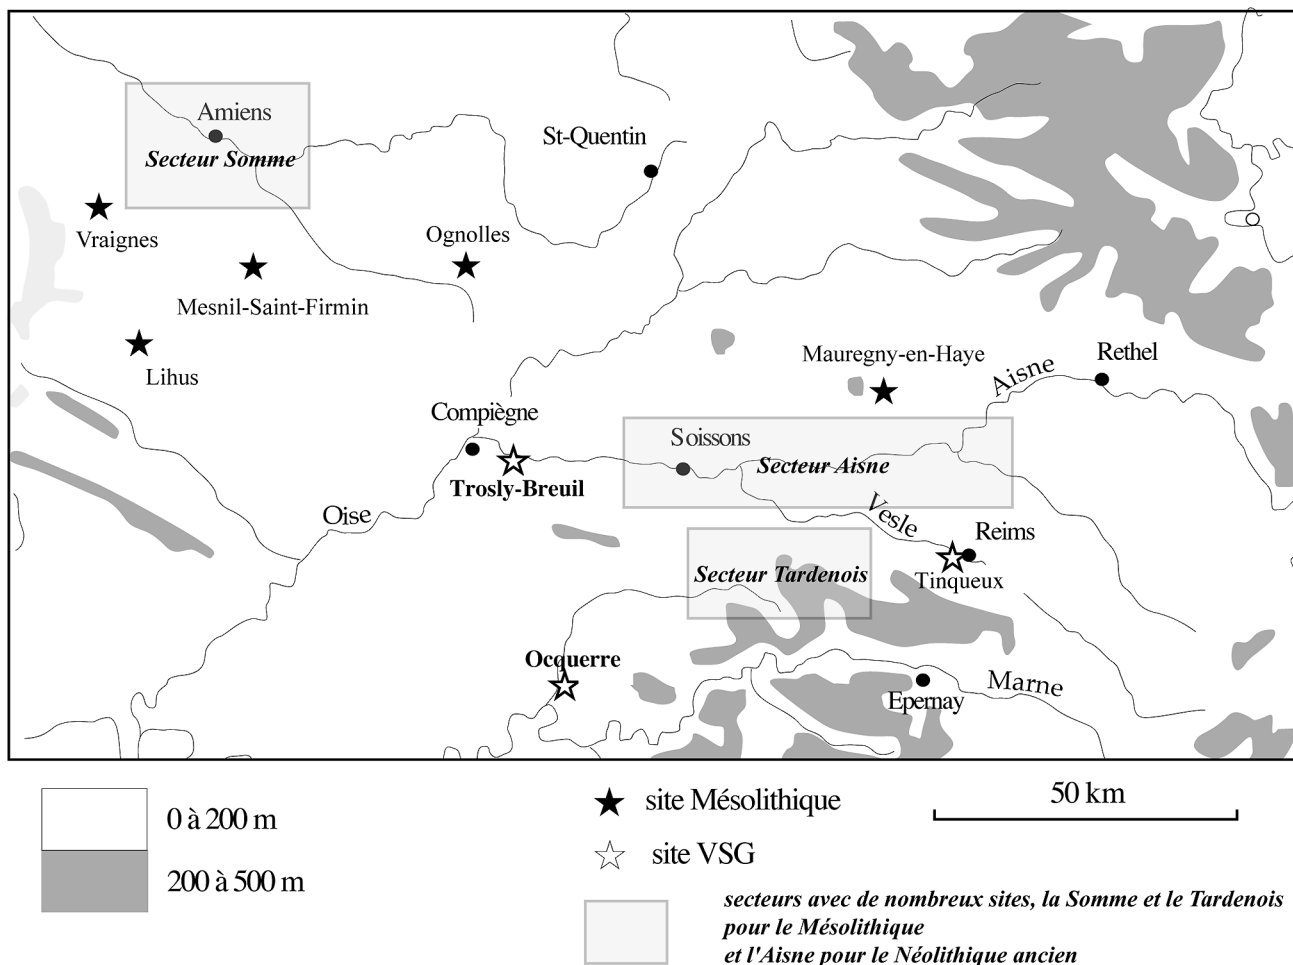 Amiens
Secteur Somme
St-Quentin
Vraignes
Ognolles
Mesnil-Saint-Firmin
Lihus
Mauregny-en-Haye
Rethel
Aisne
Compiègne
Soissons
Secteur Aisne
Trosly-Breuil
Oise
Vesle
Reims
Secteur Tardenois
Tinqueux
Ocquerre
Marne
Epernay
0 à 200 m
200 à 500 m
site Mésolithique
site VSG
50 km
secteurs avec de nombreux sites, la Somme et le Tardenois
pour le Mésolithique
et l'Aisne pour le Néolithique ancien